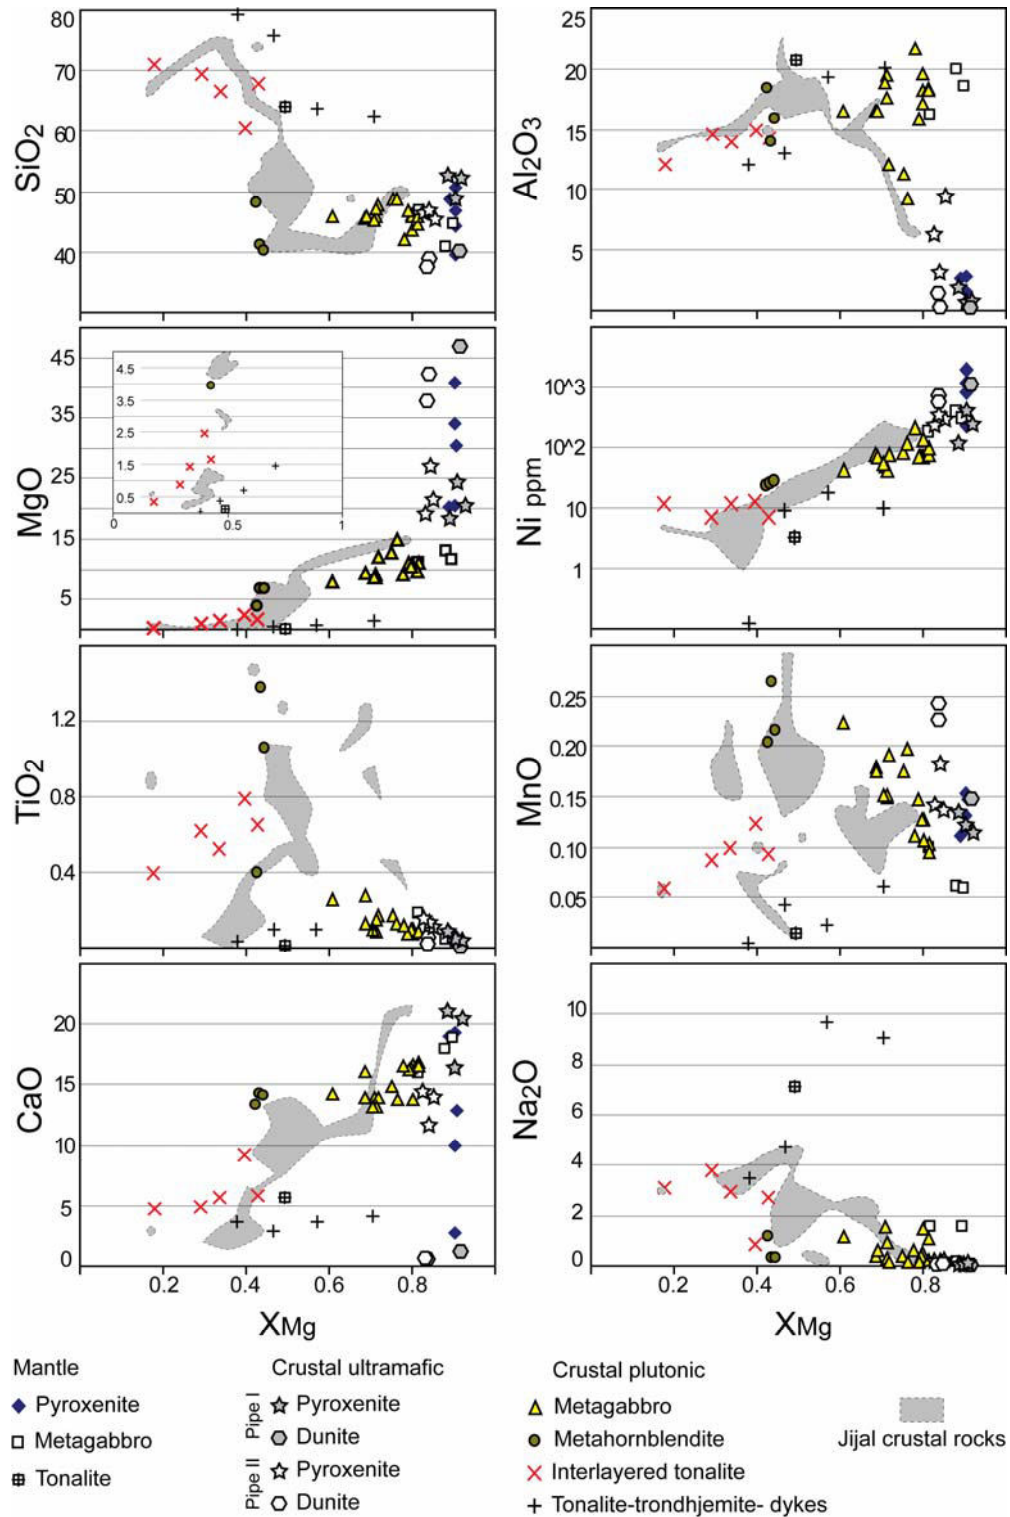 80
70
60
50
40
SiO2
25
20
15
10
5
Al2O3
45
35
25
15
5
MgO
4.5
3.5
2.5
1.5
0.5
0
0.5
1
10^3
10^2
10
1
Ni ppm
1.2
0.8
0.4
TiO2
0.25
0.20
0.15
0.10
0.05
MnO
20
15
10
5
0
CaO
10
8
6
4
2
0
Na2O
0.2 0.4 0.6 0.8
XMg
0.2 0.4 0.6 0.8
XMg
Mantle
Pyroxenite
Metagabbro
Tonalite
Crustal ultramafic
Pipe I
Pyroxenite
Dunite
Pipe II
Pyroxenite
Dunite
Crustal plutonic
Metagabbro
Metahornblendite
Interlayered tonalite
Tonalite-trondhjemite- dykes
Jijal crustal rocks